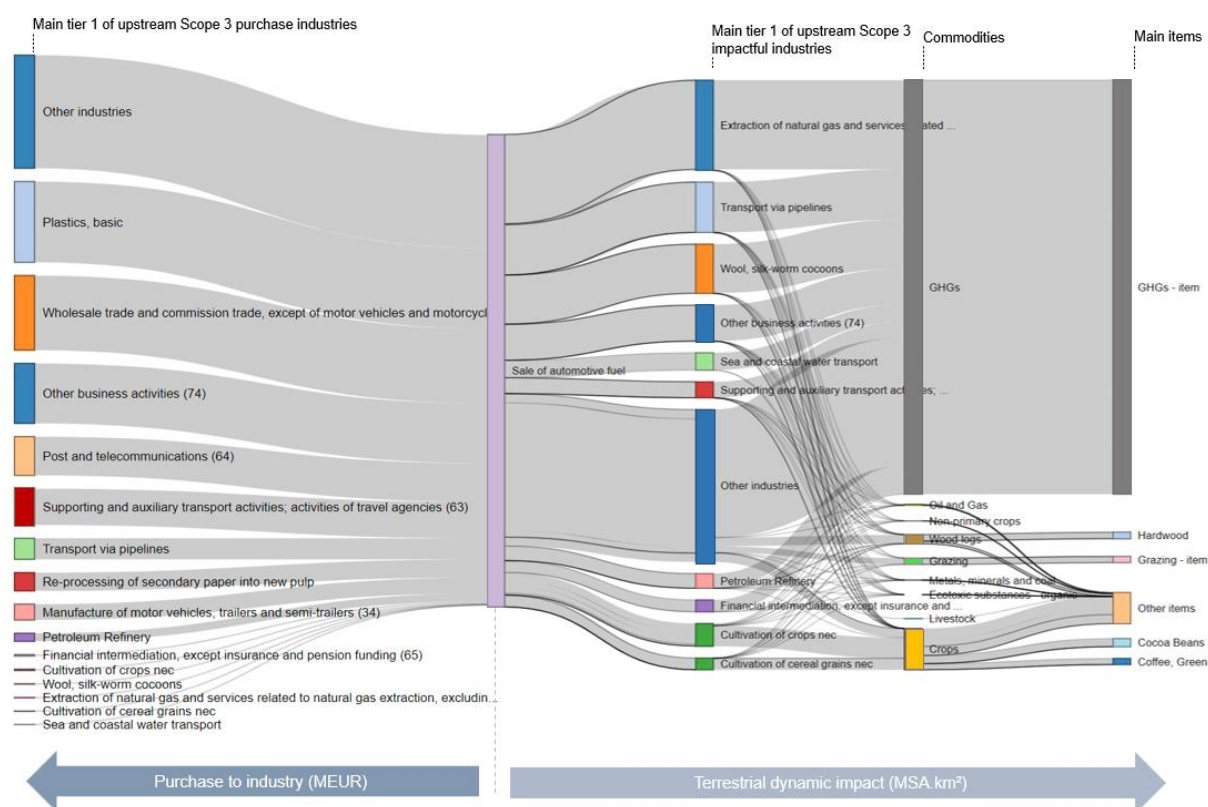 Main tier 1 of upstream Scope 3 purchase industries
Main tier 1 of upstream Scope 3
impactful industries
Commodities
Main items
Other industries
Plastics, basic
Wholesale trade and commission trade, except of motor vehicles and motorcycl
Other business activities (74)
Post and telecommunications (64)
Supporting and auxiliary transport activities; activities of travel agencies (63)
Transport via pipelines
Re-processing of secondary paper into new pulp
Manufacture of motor vehicles, trailers and semi-trailers (34)
Petroleum Refinery
Financial intermediation, except insurance and pension funding (65)
Cultivation of crops nec
Wool, silk-worm cocoons
Extraction of natural gas and services related to natural gas extraction, excludin...
Cultivation of cereal grains nec
Sea and coastal water transport
Sale of automotive fuel
Extraction of natural gas and services related ...
Transport via pipelines
Wool, silk-worm cocoons
Other business activities (74)
Sea and coastal water transport
Supporting and auxiliary transport activities; ...
Other industries
Petroleum Refinery
Financial intermediation, except insurance and ...
Cultivation of crops nec
Cultivation of cereal grains nec
GHGs
Oil and Gas
Non-primary crops
Wood logs
Grazing
Metals, minerals and coal
Ecotoxic substances - organic
Livestock
Crops
GHGs - item
Hardwood
Grazing - item
Other items
Cocoa Beans
Coffee, Green
Purchase to industry (MEUR)
Terrestrial dynamic impact (MSA.km²)